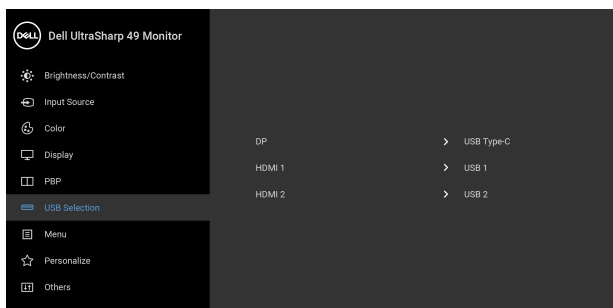 DELL Dell UltraSharp 49 Monitor
Brightness/Contrast
Input Source
Color
Display
PBP
USB Selection
Menu
Personalize
Others
DP > USB Type-C
HDMI 1 > USB 1
HDMI 2 > USB 2